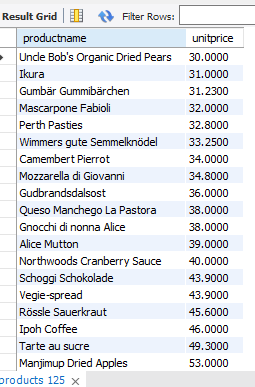 Result Grid Filter Rows:
productname unitprice
Uncle Bob's Organic Dried Pears 30.0000
Ikura 31.0000
Gumbär Gummibärchen 31.2300
Mascarpone Fabioli 32.0000
Perth Pasties 32.8000
Wimmers gute Semmelknödel 33.2500
Camembert Pierrot 34.0000
Mozzarella di Giovanni 34.8000
Gudbrandsdalsost 36.0000
Queso Manchego La Pastora 38.0000
Gnocchi di nonna Alice 38.0000
Alice Mutton 39.0000
Northwoods Cranberry Sauce 40.0000
Schoggi Schokolade 43.9000
Vegie-spread 43.9000
Rössle Sauerkraut 45.6000
Ipoh Coffee 46.0000
Tarte au sucre 49.3000
Manjimup Dried Apples 53.0000
products 125